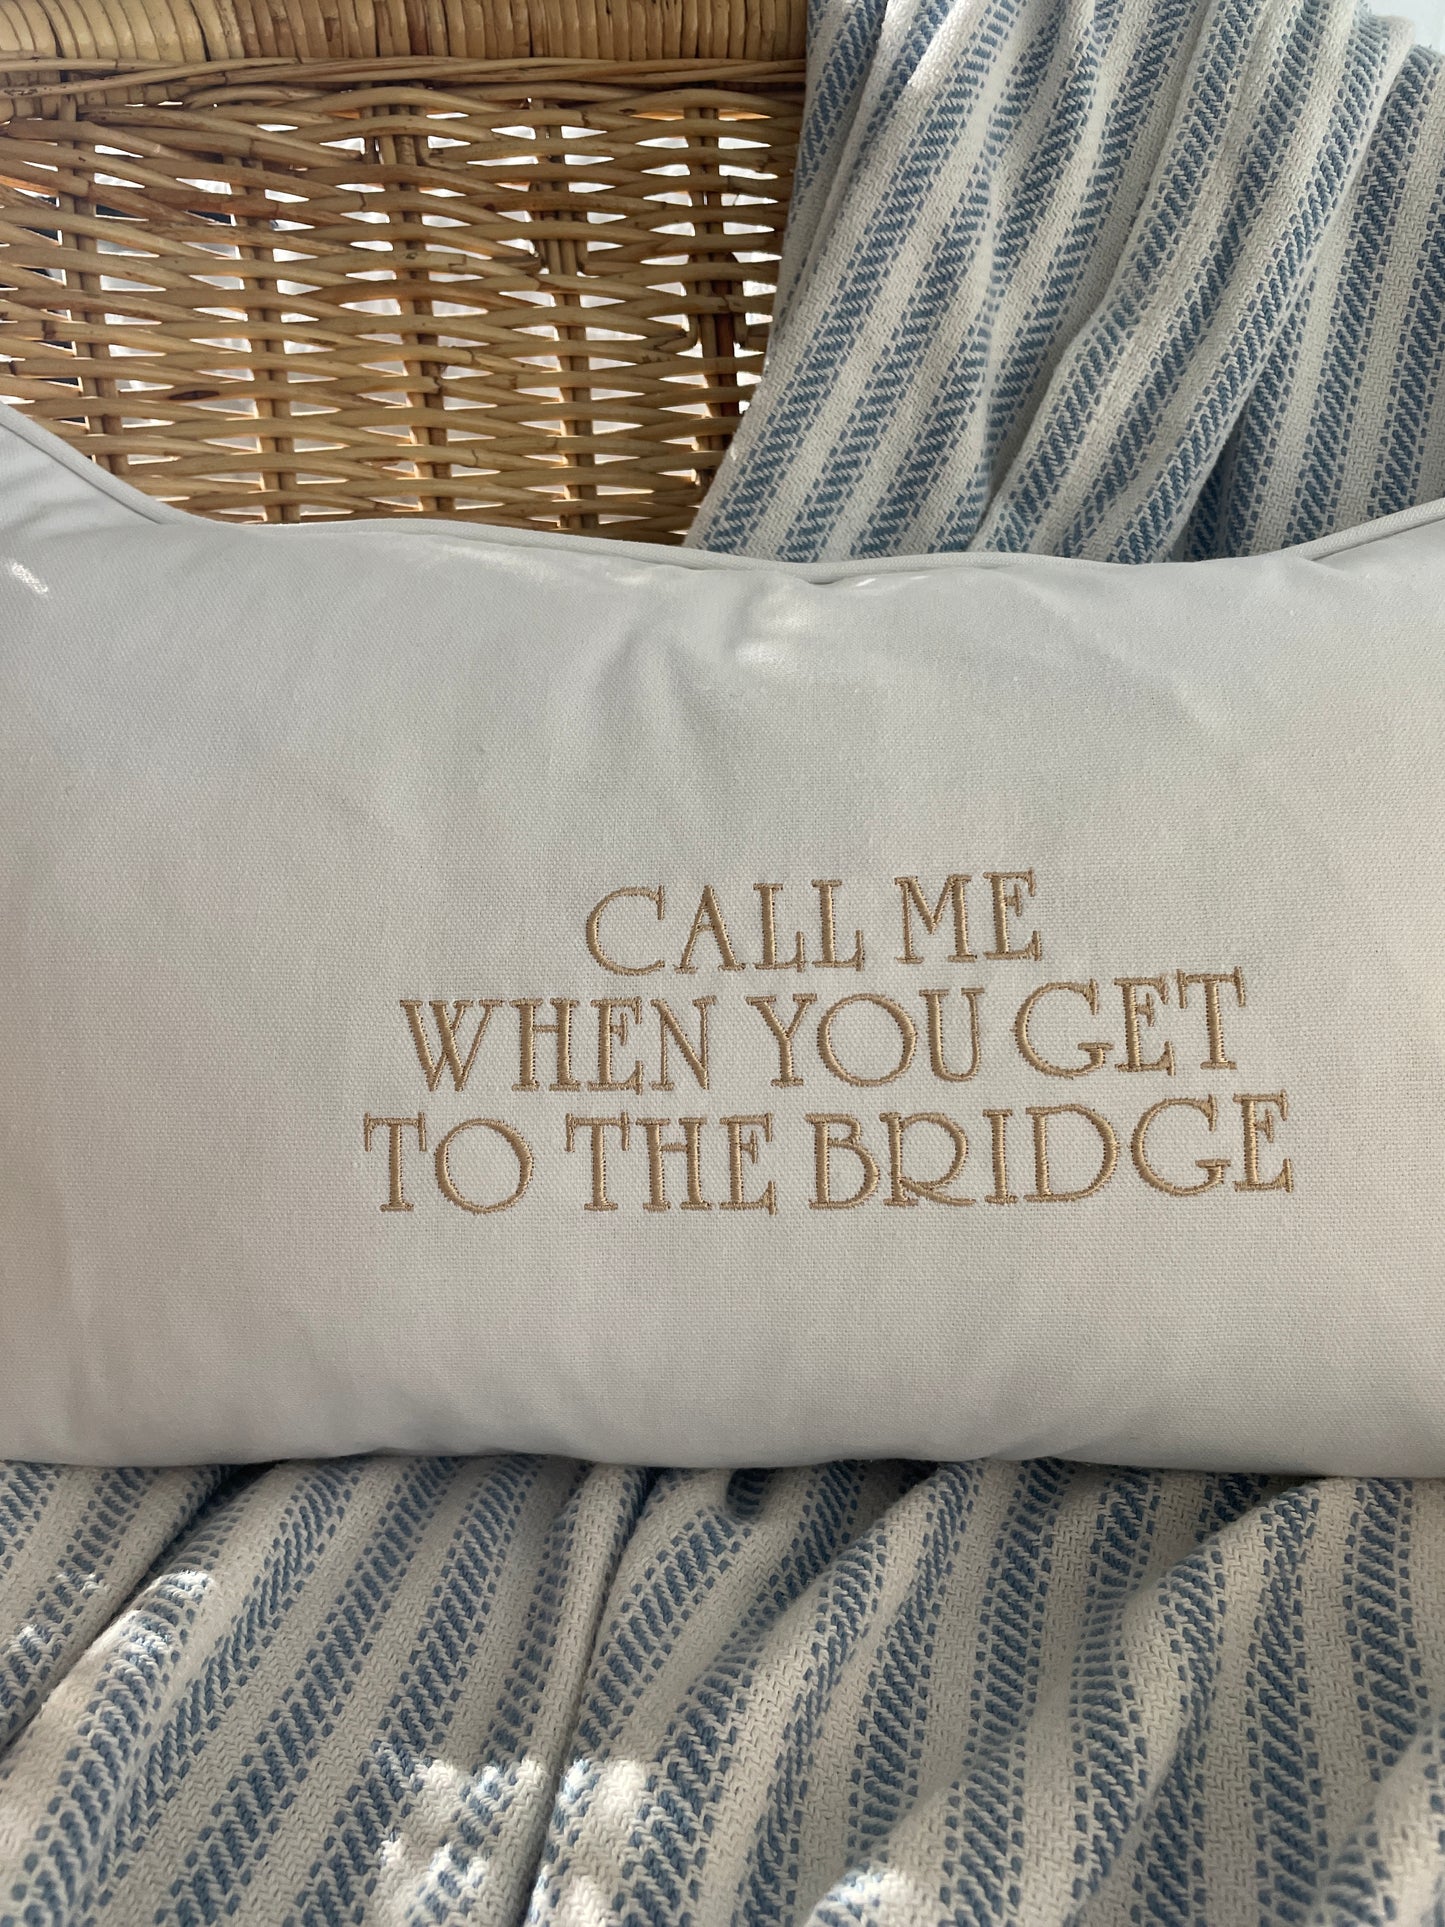 CALL ME
WHEN YOU GET
TO THE BRIDGE